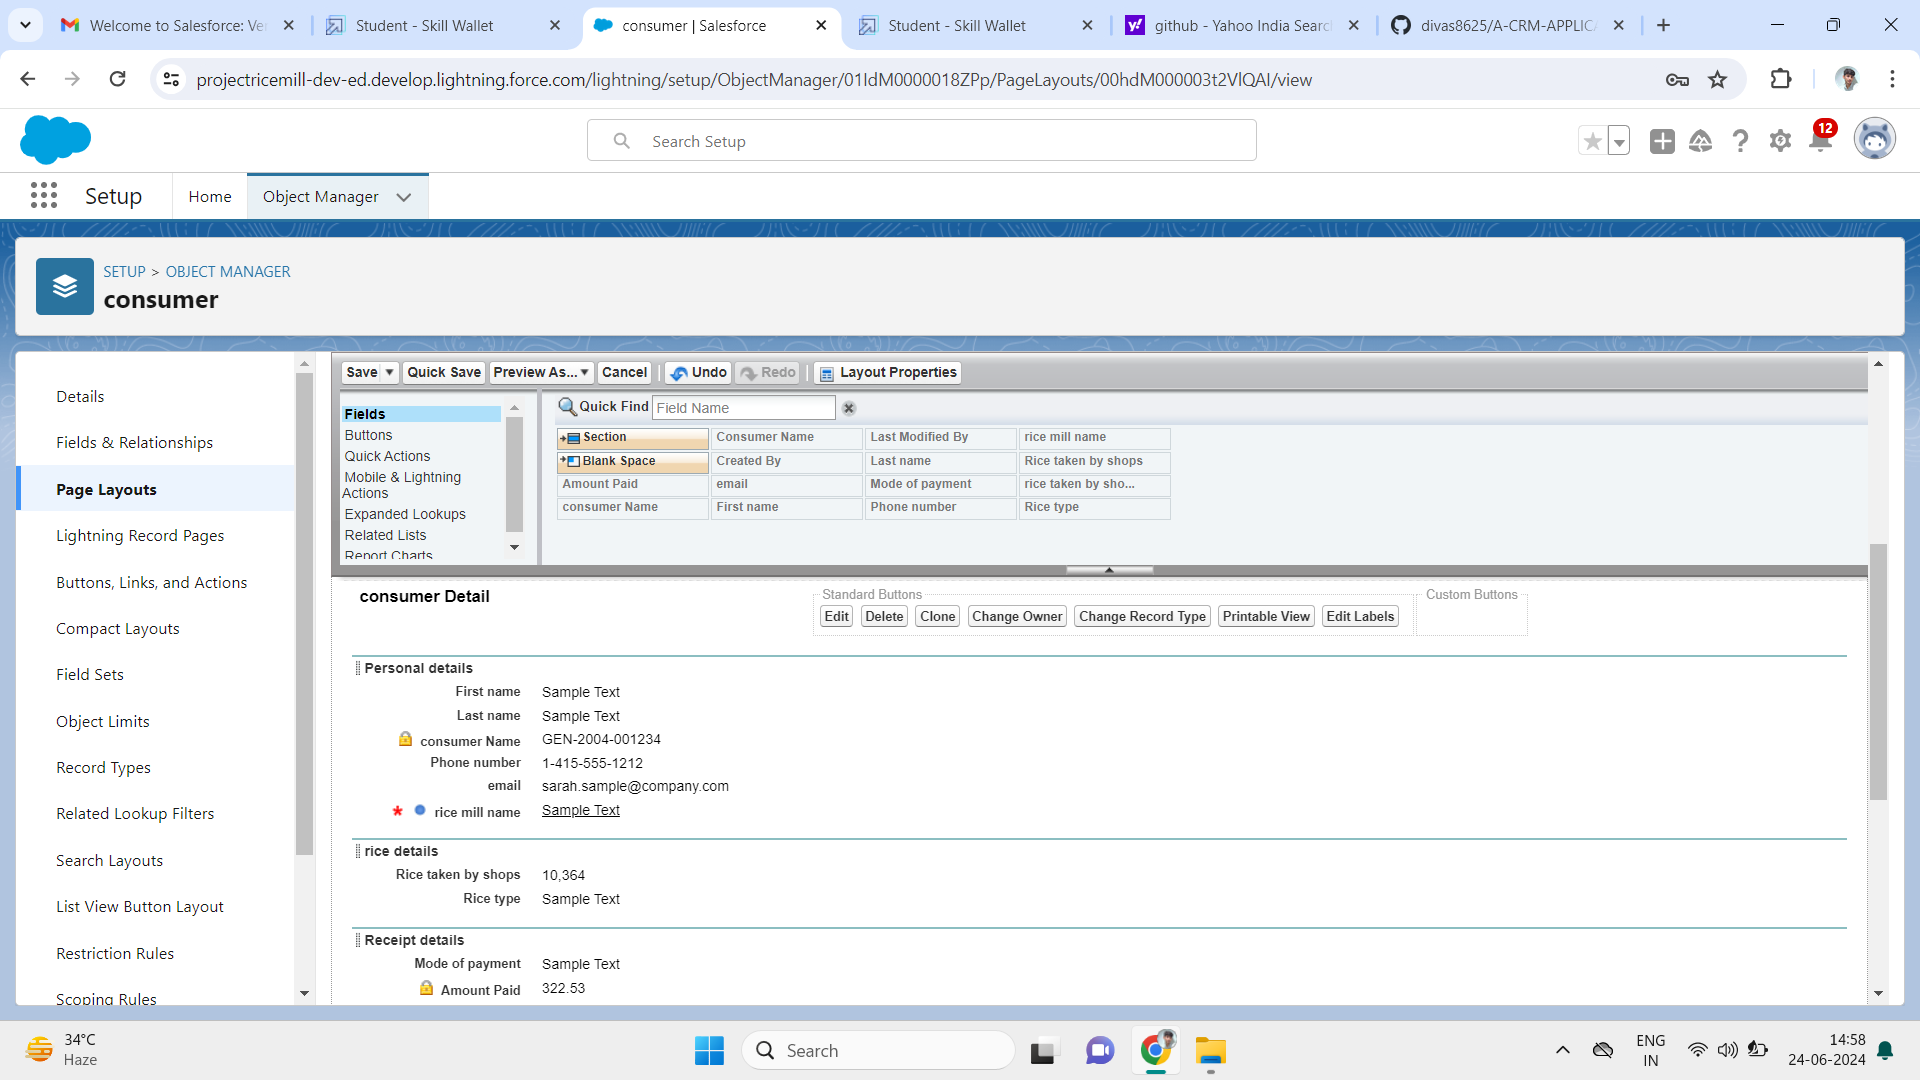 Welcome to Salesforce: Ver
Student - Skill Wallet
consumer | Salesforce
Student - Skill Wallet
github - Yahoo India Searc
divas8625/A-CRM-APPLICA
projectricemill-dev-ed.develop.lightning.force.com/lightning/setup/ObjectManager/01IdM0000018ZPp/PageLayouts/00hdM000003t2VlQAI/view
Search Setup
12
Setup
Home
Object Manager
SETUP > OBJECT MANAGER
consumer
Details
Fields & Relationships
Page Layouts
Lightning Record Pages
Buttons, Links, and Actions
Compact Layouts
Field Sets
Object Limits
Record Types
Related Lookup Filters
Search Layouts
List View Button Layout
Restriction Rules
Scoping Rules
Save
Quick Save
Preview As...
Cancel
Undo
Redo
Layout Properties
Fields
Buttons
Quick Actions
Mobile & Lightning
Actions
Expanded Lookups
Related Lists
Report Charts
Quick Find Field Name
Section Consumer Name Last Modified By rice mill name
Blank Space Created By Last name Rice taken by shops
Amount Paid email Mode of payment rice taken by sho...
consumer Name First name Phone number Rice type
consumer Detail
Standard Buttons
Edit Delete Clone Change Owner Change Record Type Printable View Edit Labels
Custom Buttons
Personal details
First name Sample Text
Last name Sample Text
consumer Name GEN-2004-001234
Phone number 1-415-555-1212
email sarah.sample@company.com
* rice mill name Sample Text
rice details
Rice taken by shops 10,364
Rice type Sample Text
Receipt details
Mode of payment Sample Text
Amount Paid 322.53
34°C
Haze
Search
ENG
IN
14:58
24-06-2024